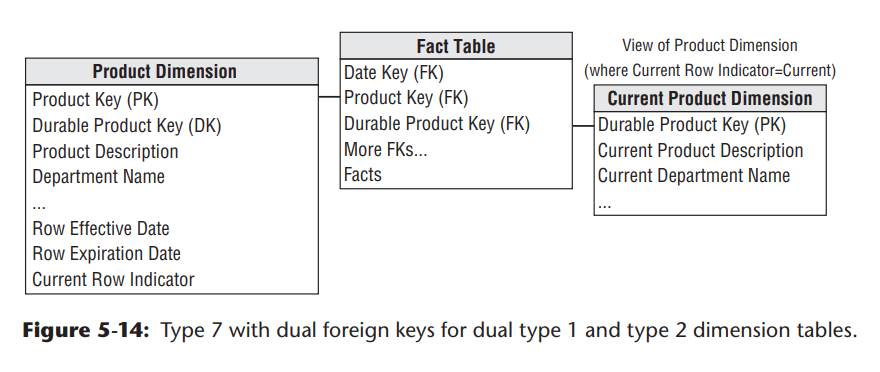 Product Dimension
Product Key (PK)
Durable Product Key (DK)
Product Description
Department Name
...
Row Effective Date
Row Expiration Date
Current Row Indicator
Fact Table
Date Key (FK)
Product Key (FK)
Durable Product Key (FK)
More FKs...
Facts
View of Product Dimension
(where Current Row Indicator=Current)
Current Product Dimension
Durable Product Key (PK)
Current Product Description
Current Department Name
...
Figure 5-14: Type 7 with dual foreign keys for dual type 1 and type 2 dimension tables.